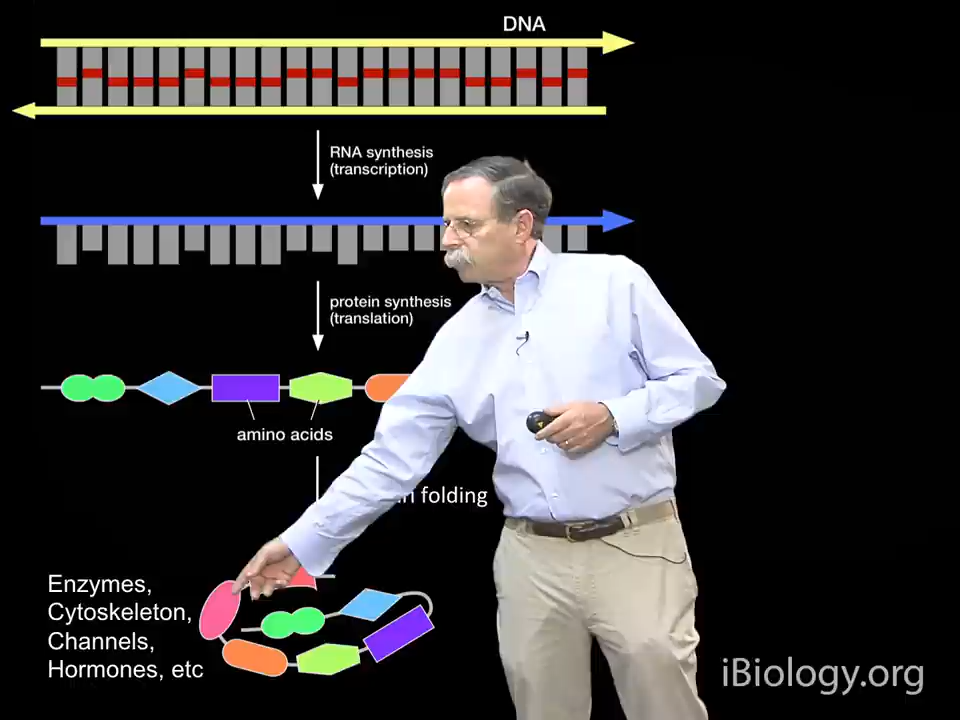 DNA
RNA synthesis
(transcription)
protein synthesis
(translation)
amino acids
folding
Enzymes,
Cytoskeleton,
Channels,
Hormones, etc
iBiology.org